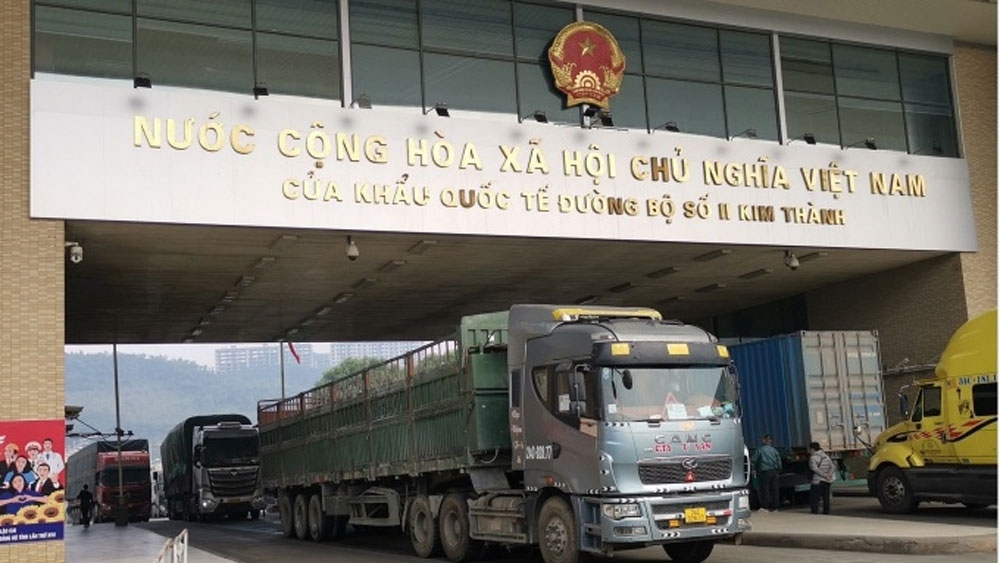 NƯỚC CỘNG HÒA XÃ HỘI CHỦ NGHĨA VIỆT NAM
CỬA KHẨU QUỐC TẾ ĐƯỜNG BỘ SỐ II KIM THÀNH
CAMC